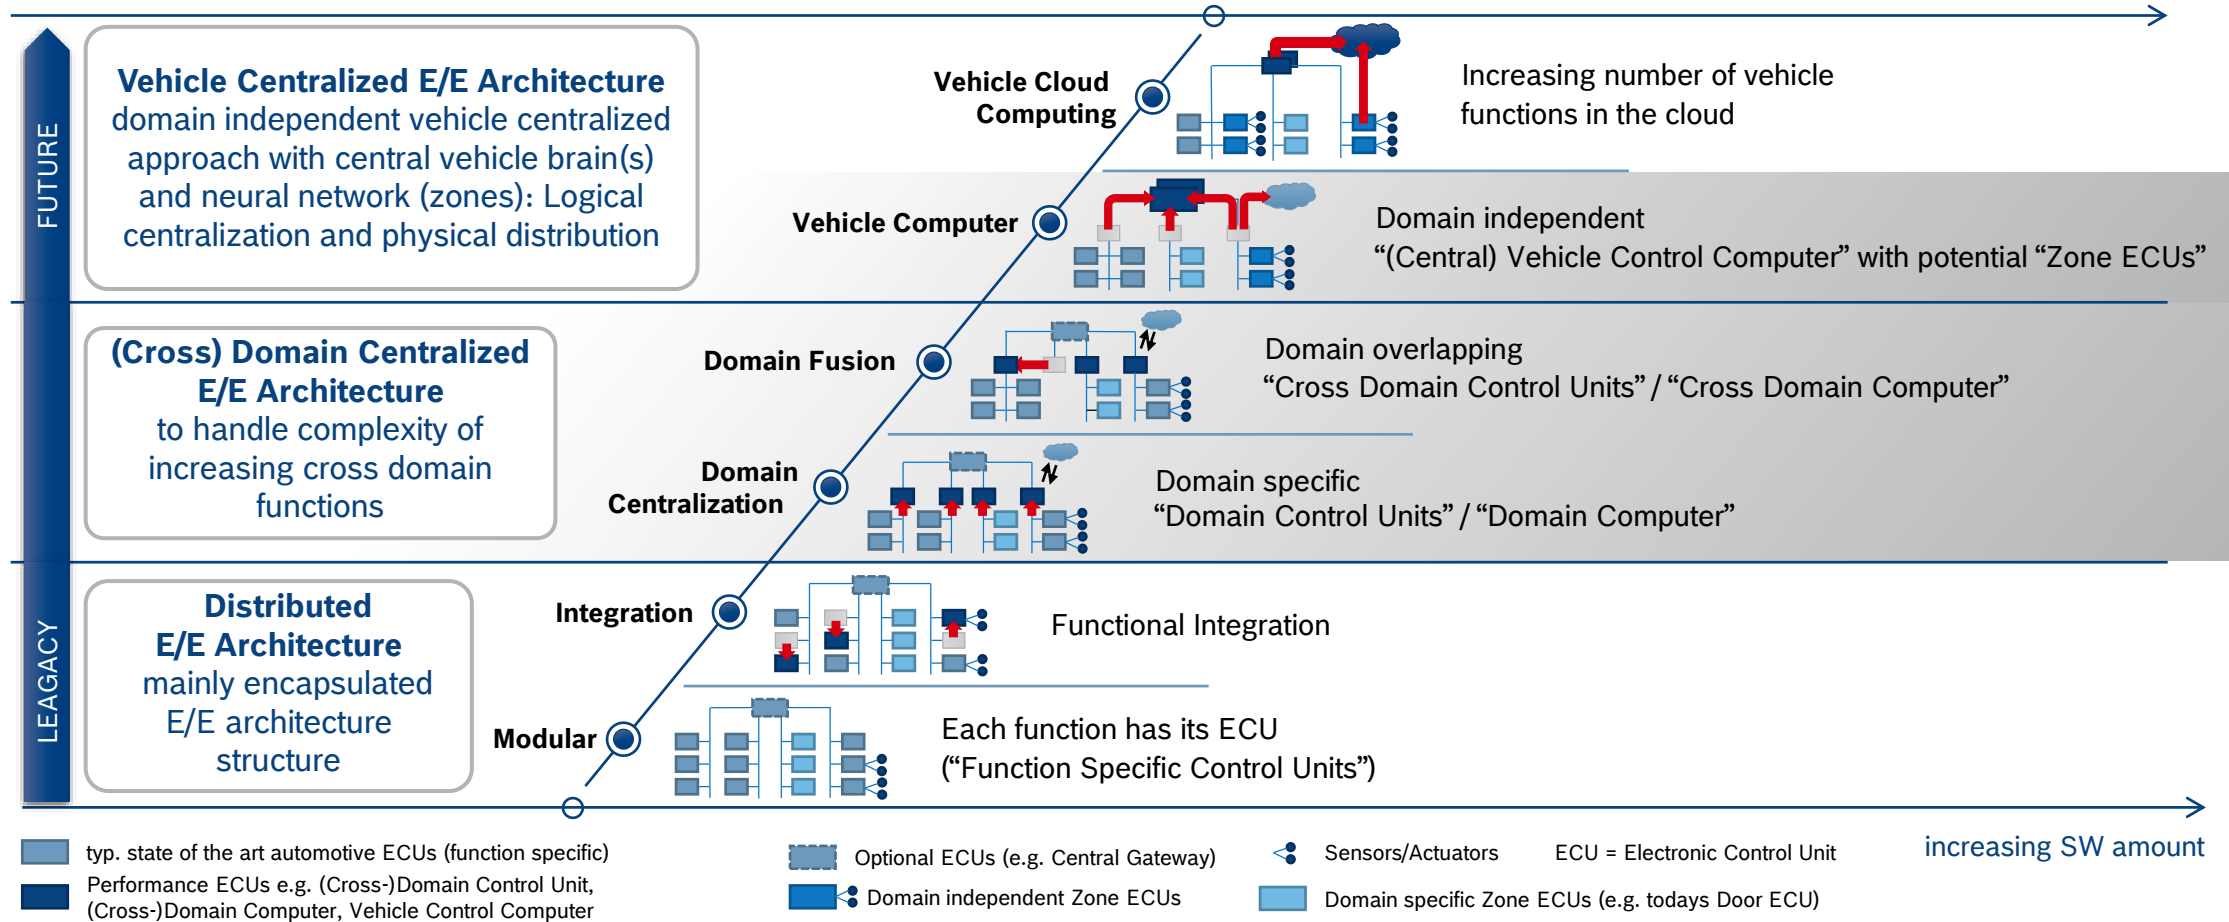 FUTURE
LEAGACY
Vehicle Centralized E/E Architecture
domain independent vehicle centralized
approach with central vehicle brain(s)
and neural network (zones): Logical
centralization and physical distribution
Vehicle Cloud
Computing
Increasing number of vehicle
functions in the cloud
Vehicle Computer
Domain independent
“(Central) Vehicle Control Computer” with potential “Zone ECUs”
(Cross) Domain Centralized
E/E Architecture
to handle complexity of
increasing cross domain
functions
Domain Fusion
Domain overlapping
“Cross Domain Control Units” / “Cross Domain Computer”
Domain
Centralization
Domain specific
“Domain Control Units” / “Domain Computer”
Distributed
E/E Architecture
mainly encapsulated
E/E architecture
structure
Integration
Functional Integration
Modular
Each function has its ECU
(“Function Specific Control Units”)
increasing SW amount
typ. state of the art automotive ECUs (function specific)
Performance ECUs e.g. (Cross-)Domain Control Unit,
(Cross-)Domain Computer, Vehicle Control Computer
Optional ECUs (e.g. Central Gateway)
Domain independent Zone ECUs
Sensors/Actuators
ECU = Electronic Control Unit
Domain specific Zone ECUs (e.g. todays Door ECU)